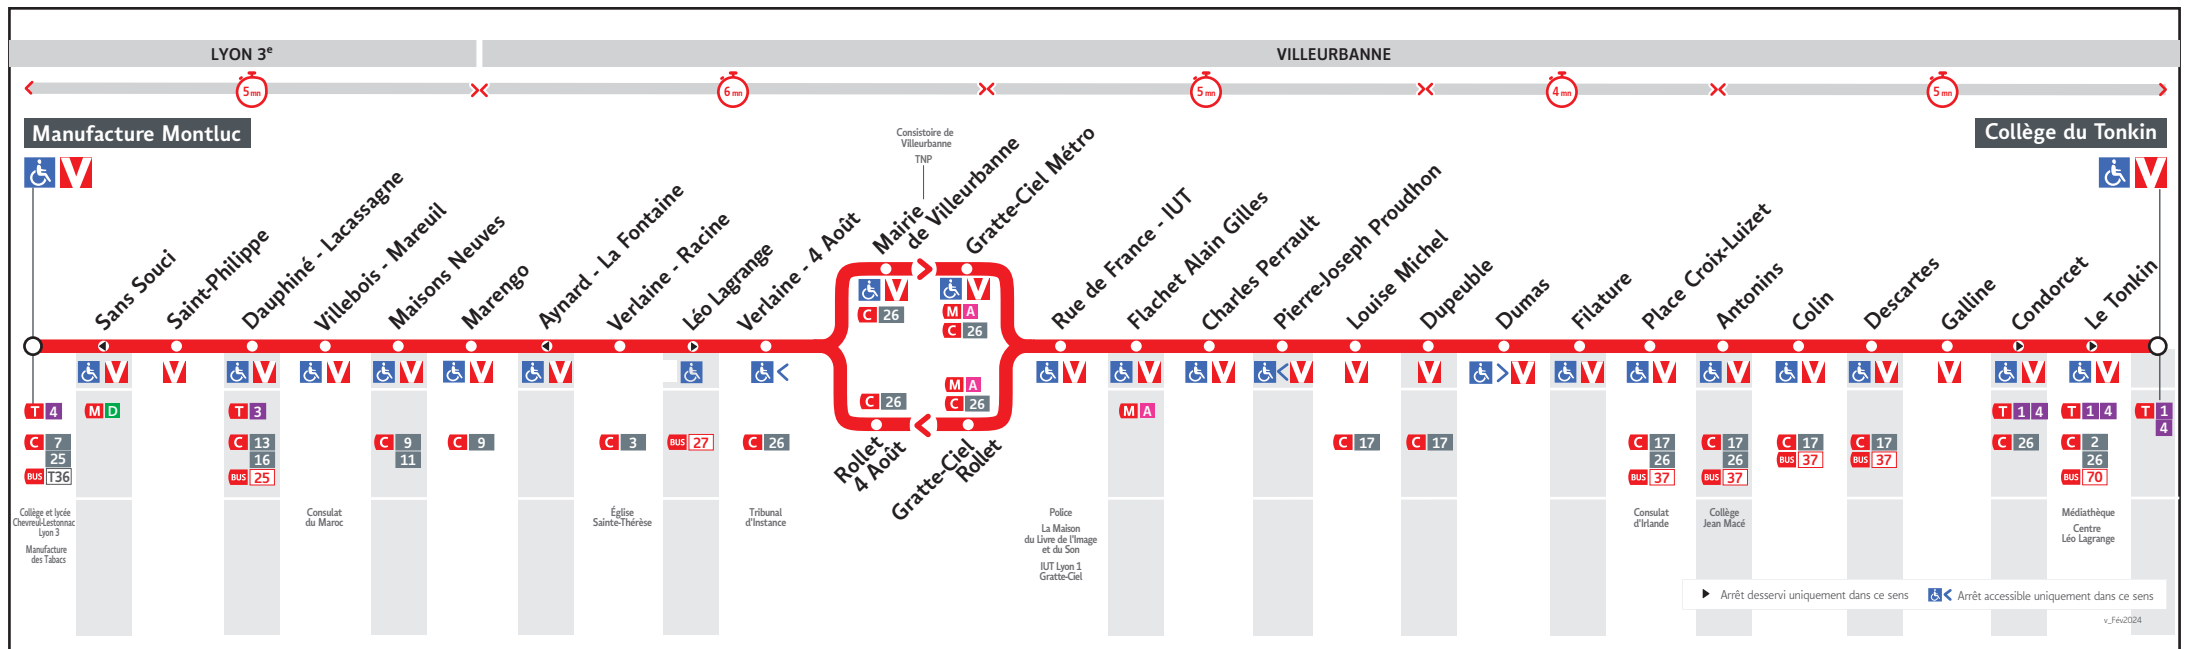 LYON 3e
VILLEURBANNE
5 mn
6 mn
5 mn
4 mn
5 mn
Manufacture Montluc
Collège du Tonkin
Sans Souci
Saint-Philippe
Dauphiné - Lacassagne
Villebois - Mareuil
Maisons Neuves
Marengo
Aynard - La Fontaine
Verlaine - Racine
Léo Lagrange
Verlaine - 4 Août
Consistoire de
Villeurbanne
TNP
Mairie
de Villeurbanne
Gratte-Ciel Métro
C 26
M A
C 26
C 26
M A
C 26
Rollet
4 Août
Gratte-Ciel
Rollet
Rue de France - IUT
Flachet Alain Gilles
Charles Perrault
Pierre-Joseph Proudhon
Louise Michel
Dupeuble
Dumas
Filature
Place Croix-Luizet
Antonins
Colin
Descartes
Galline
Condorcet
Le Tonkin
T 4
C 7
25
BUS T36
Collège et lycée
Chevreul-Lestonnac
Lyon 3
Manufacture
des Tabacs
M D
T 3
C 13
16
BUS 25
Consulat
du Maroc
C 9
11
C 9
C 3
Église
Sainte-Thérèse
BUS 27
C 26
Tribunal
d'Instance
Police
La Maison
du Livre de l'Image
et du Son
IUT Lyon 1
Gratte-Ciel
M A
C 17
C 17
C 17
26
BUS 37
Consulat
d'Irlande
C 17
26
BUS 37
Collège
Jean Macé
C 17
BUS 37
C 17
BUS 37
T 1 4
C 26
T 1 4
C 2
26
BUS 70
Médiathèque
Centre
Léo Lagrange
T 1
4
Arrêt desservi uniquement dans ce sens
Arrêt accessible uniquement dans ce sens
v_Fév2024